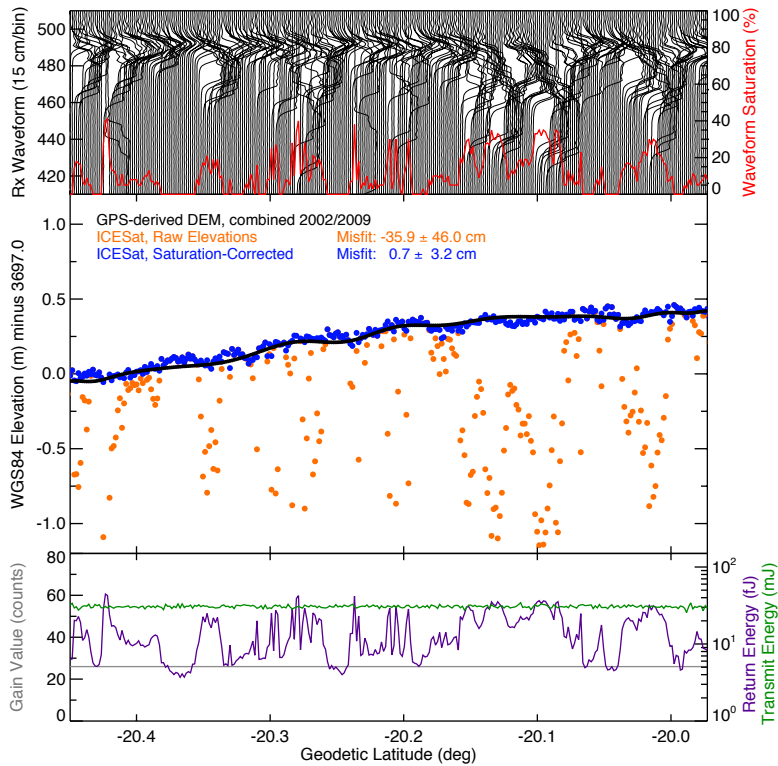 Rx Waveform (15 cm/bin)
510
500
480
460
440
420
100
80
60
40
20
0
Waveform Saturation (%)
WGS84 Elevation (m) minus 3697.0
1.0
0.5
0.0
-0.5
-1.0
GPS-derived DEM, combined 2002/2009
ICESat, Raw Elevations Misfit: -35.9 ± 46.0 cm
ICESat, Saturation-Corrected Misfit: 0.7 ± 3.2 cm
Gain Value (counts)
80
60
40
20
0
10²
10¹
10⁰
Return Energy (fJ)
Transmit Energy (mJ)
-20.4 -20.3 -20.2 -20.1 -20.0
Geodetic Latitude (deg)